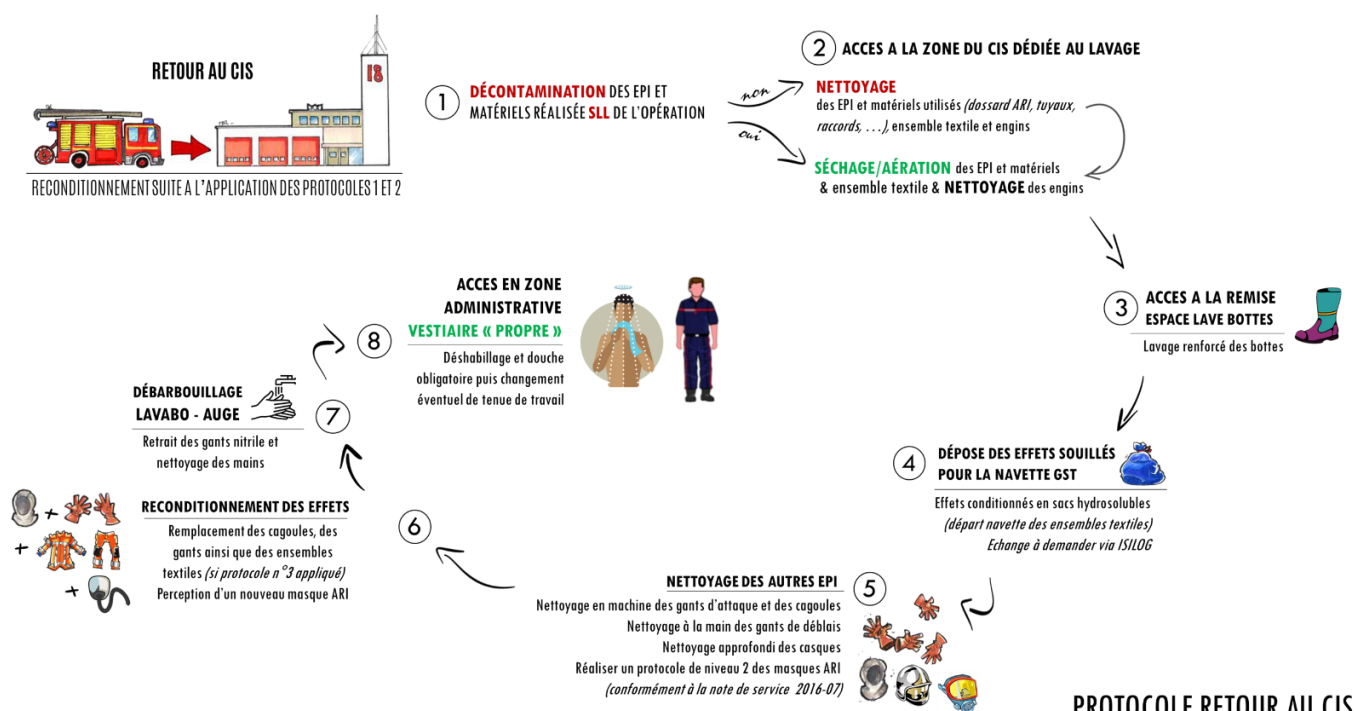 RETOUR AU CIS
18
RECONDITIONNEMENT SUITE A L'APPLICATION DES PROTOCOLES 1 ET 2
1
DÉCONTAMINATION DES EPI ET
MATÉRIELS RÉALISÉE SLL DE L'OPÉRATION
non
oui
2 ACCES A LA ZONE DU CIS DÉDIÉE AU LAVAGE
NETTOYAGE
des EPI et matériels utilisés (dossard ARI, tuyaux,
raccords, ...), ensemble textile et engins
SÉCHAGE/AÉRATION des EPI et matériels
& ensemble textile & NETTOYAGE des engins
3 ACCES A LA REMISE
ESPACE LAVE BOTTES
Lavage renforcé des bottes
4 DÉPOSE DES EFFETS SOUILLÉS
POUR LA NAVETTE GST
Effets conditionnés en sacs hydrosolubles
(départ navette des ensembles textiles)
Echange à demander via ISILOG
NETTOYAGE DES AUTRES EPI 5
Nettoyage en machine des gants d'attaque et des cagoules
Nettoyage à la main des gants de déblais
Nettoyage approfondi des casques
Réaliser un protocole de niveau 2 des masques ARI
(conformément à la note de service 2016-07)
RECONDITIONNEMENT DES EFFETS 6
Remplacement des cagoules, des
gants ainsi que des ensembles
textiles (si protocole n°3 appliqué)
Perception d'un nouveau masque ARI
DÉBARBOUILLAGE
LAVABO - AUGE 7
Retrait des gants nitrile et
nettoyage des mains
8 ACCES EN ZONE
ADMINISTRATIVE
VESTIAIRE « PROPRE »
Déshabillage et douche
obligatoire puis changement
éventuel de tenue de travail
PROTOCOLE RETOUR AU CIS